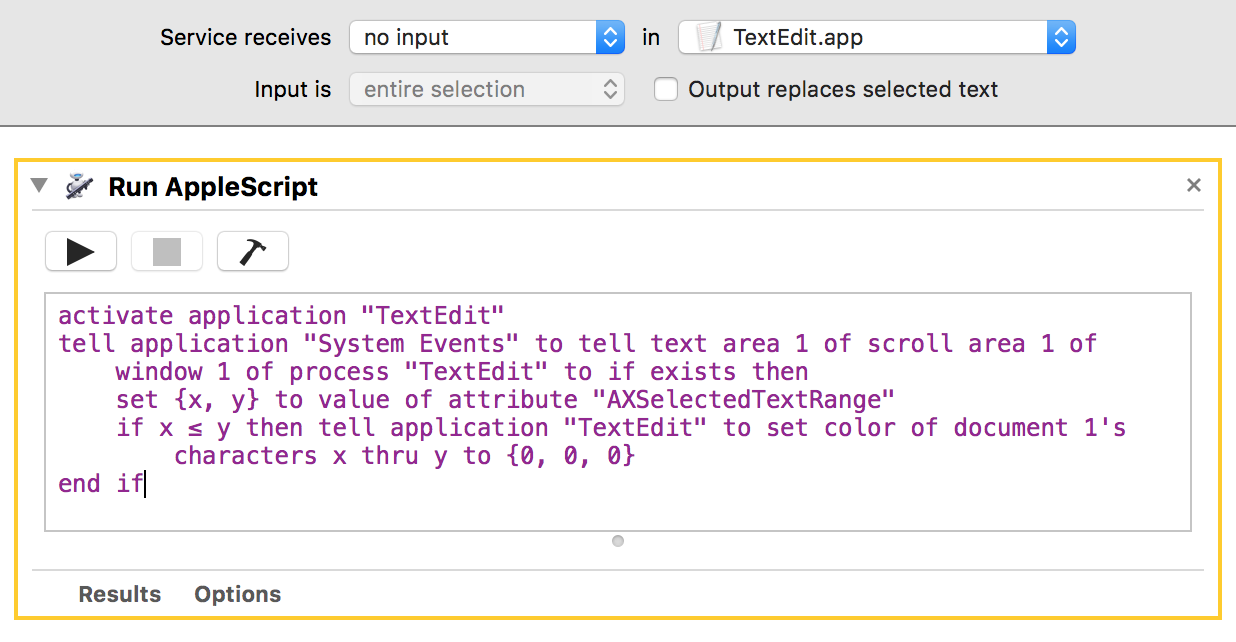 Service receives no input in TextEdit.app
Input is entire selection Output replaces selected text
Run AppleScript
activate application "TextEdit"
tell application "System Events" to tell text area 1 of scroll area 1 of
window 1 of process "TextEdit" to if exists then
set {x, y} to value of attribute "AXSelectedTextRange"
if x ≤ y then tell application "TextEdit" to set color of document 1's
characters x thru y to {0, 0, 0}
end if
Results Options